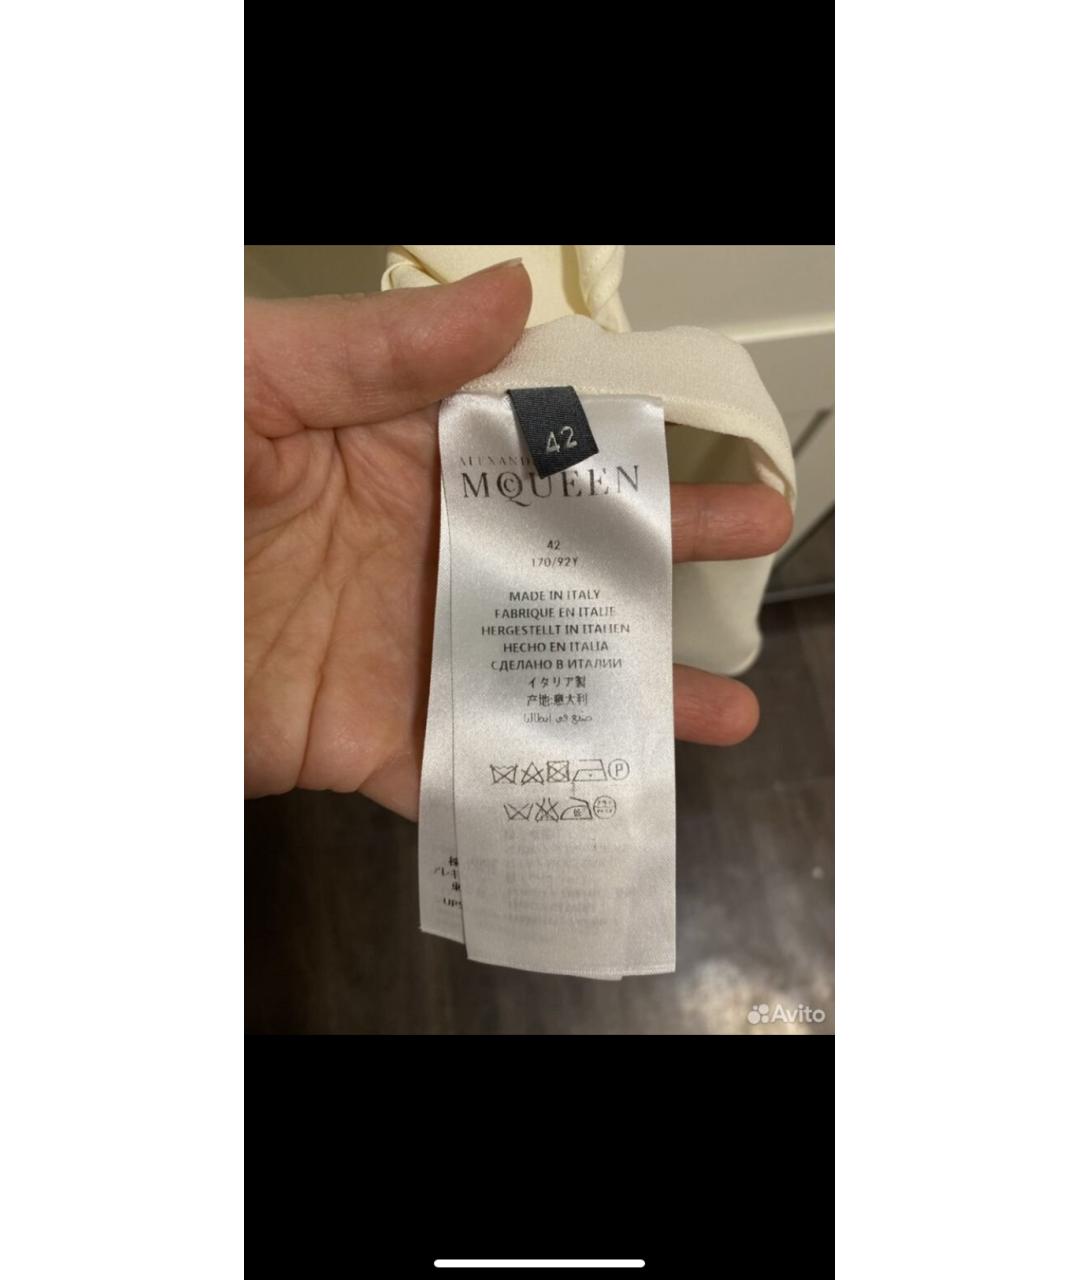 42
MCQUEEN
42
170/92Y
MADE IN ITALY
FABRIQUE EN ITALIE
HERGESTELLT IN ITALIEN
HECHO EN ITALIA
СДЕЛАНО В ИТАЛИИ
イタリア製
产地:意大利
صنع في ايطاليا
P
Avito